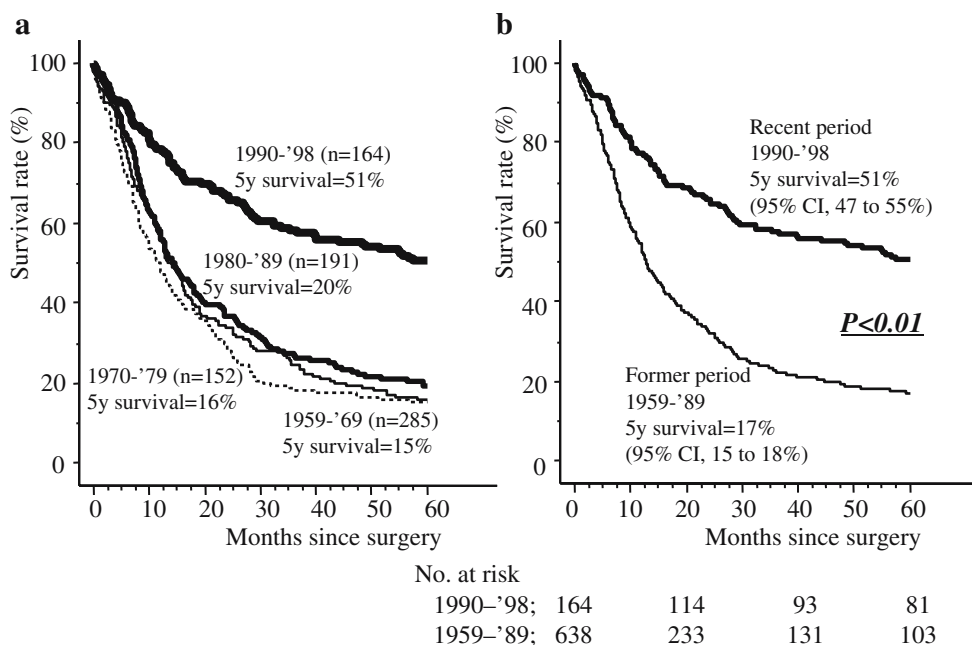 a
Survival rate (%)
100
80
60
40
20
0
1990-'98 (n=164)
5y survival=51%
1980-'89 (n=191)
5y survival=20%
1970-'79 (n=152)
5y survival=16%
1959-'69 (n=285)
5y survival=15%
0 10 20 30 40 50 60
Months since surgery
b
Survival rate (%)
100
80
60
40
20
0
Recent period
1990-'98
5y survival=51%
(95% CI, 47 to 55%)
P<0.01
Former period
1959-'89
5y survival=17%
(95% CI, 15 to 18%)
0 10 20 30 40 50 60
Months since surgery
No. at risk
1990–'98; 164 114 93 81
1959–'89; 638 233 131 103